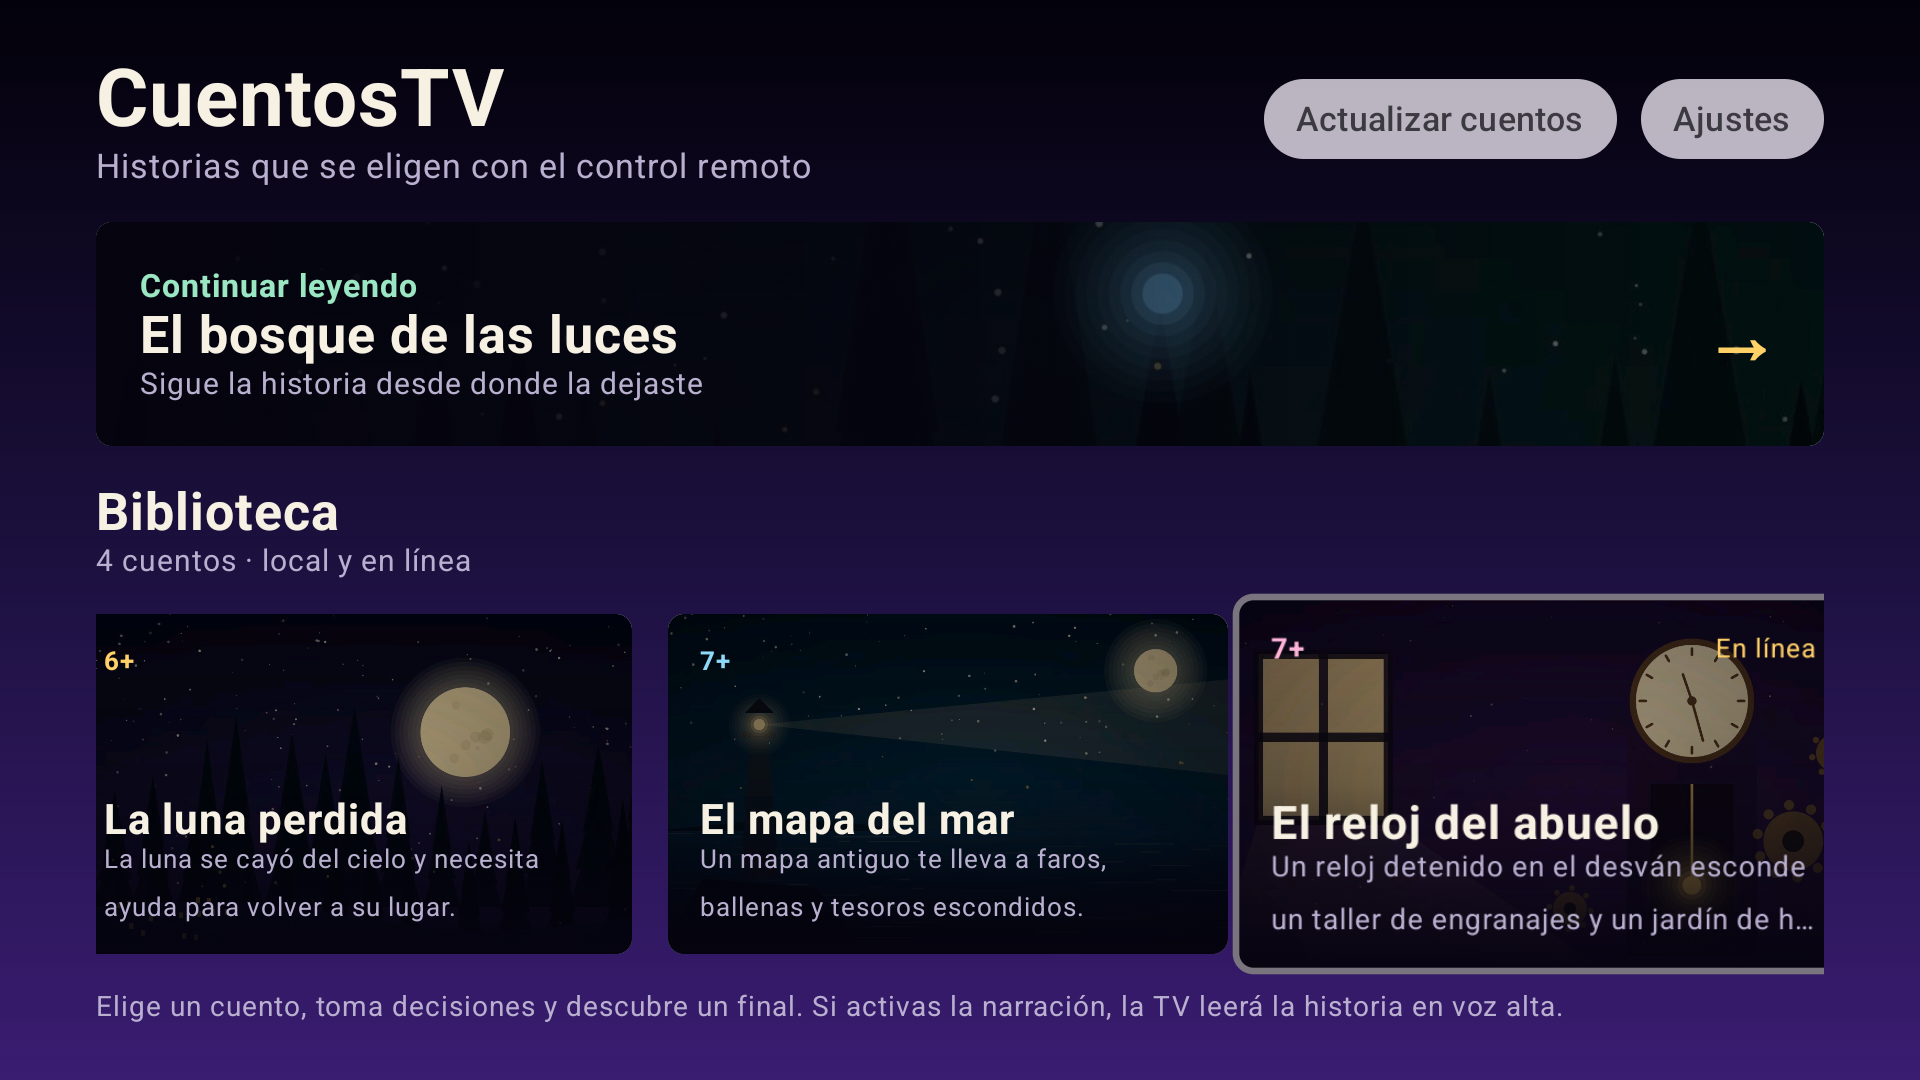 CuentosTV
Historias que se eligen con el control remoto
Actualizar cuentos
Ajustes
Continuar leyendo
El bosque de las luces
Sigue la historia desde donde la dejaste
→
Biblioteca
4 cuentos · local y en línea
6+
La luna perdida
La luna se cayó del cielo y necesita
ayuda para volver a su lugar.
7+
El mapa del mar
Un mapa antiguo te lleva a faros,
ballenas y tesoros escondidos.
7+
En línea
El reloj del abuelo
Un reloj detenido en el desván esconde
un taller de engranajes y un jardín de h…
Elige un cuento, toma decisiones y descubre un final. Si activas la narración, la TV leerá la historia en voz alta.